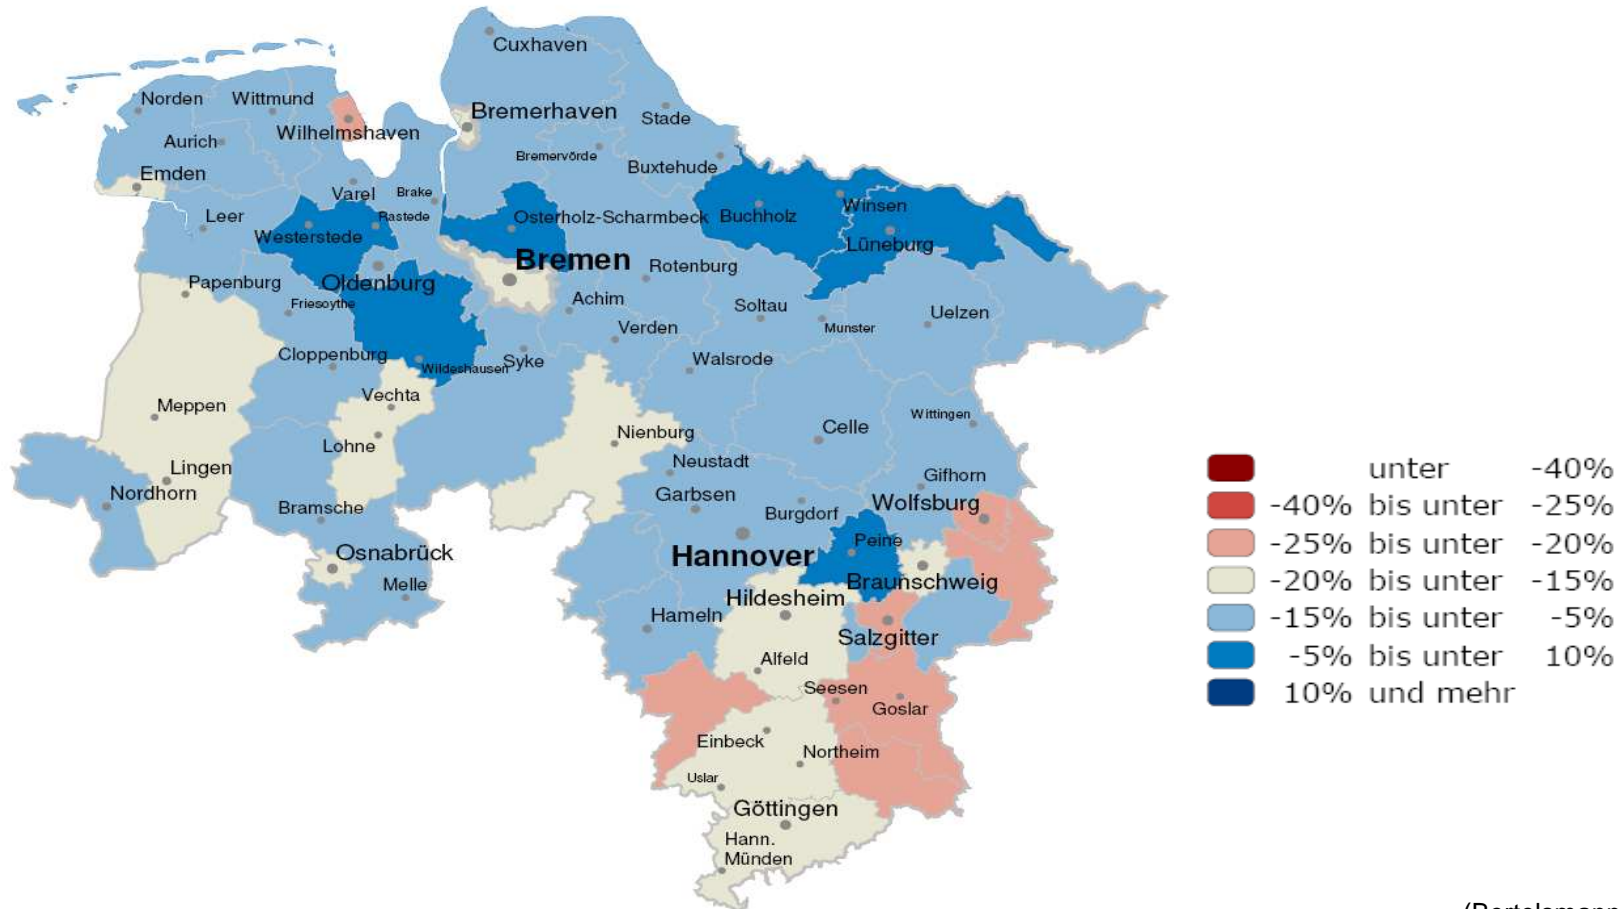 Cuxhaven
Norden
Wittmund
Bremerhaven
Stade
Wilhelmshaven
Aurich
Bremervörde
Buxtehude
Emden
Varel
Brake
Leer
Rastede
Osterholz-Scharmbeck
Buchholz
Winsen
Westerstede
Lüneburg
Bremen
Rotenburg
Papenburg
Oldenburg
Friesoythe
Achim
Soltau
Uelzen
Verden
Munster
Cloppenburg
Wildeshausen
Syke
Walsrode
Vechta
Meppen
Wittingen
Celle
Nienburg
Lohne
Lingen
Neustadt
Gifhorn
Nordhorn
Garbsen
Wolfsburg
Bramsche
Burgdorf
Peine
Osnabrück
Hannover
Melle
Braunschweig
Hildesheim
Hameln
Salzgitter
Alfeld
Seesen
Goslar
Einbeck
Northeim
Uslar
Göttingen
Hann.
Münden
unter -40%
-40% bis unter -25%
-25% bis unter -20%
-20% bis unter -15%
-15% bis unter -5%
-5% bis unter 10%
10% und mehr